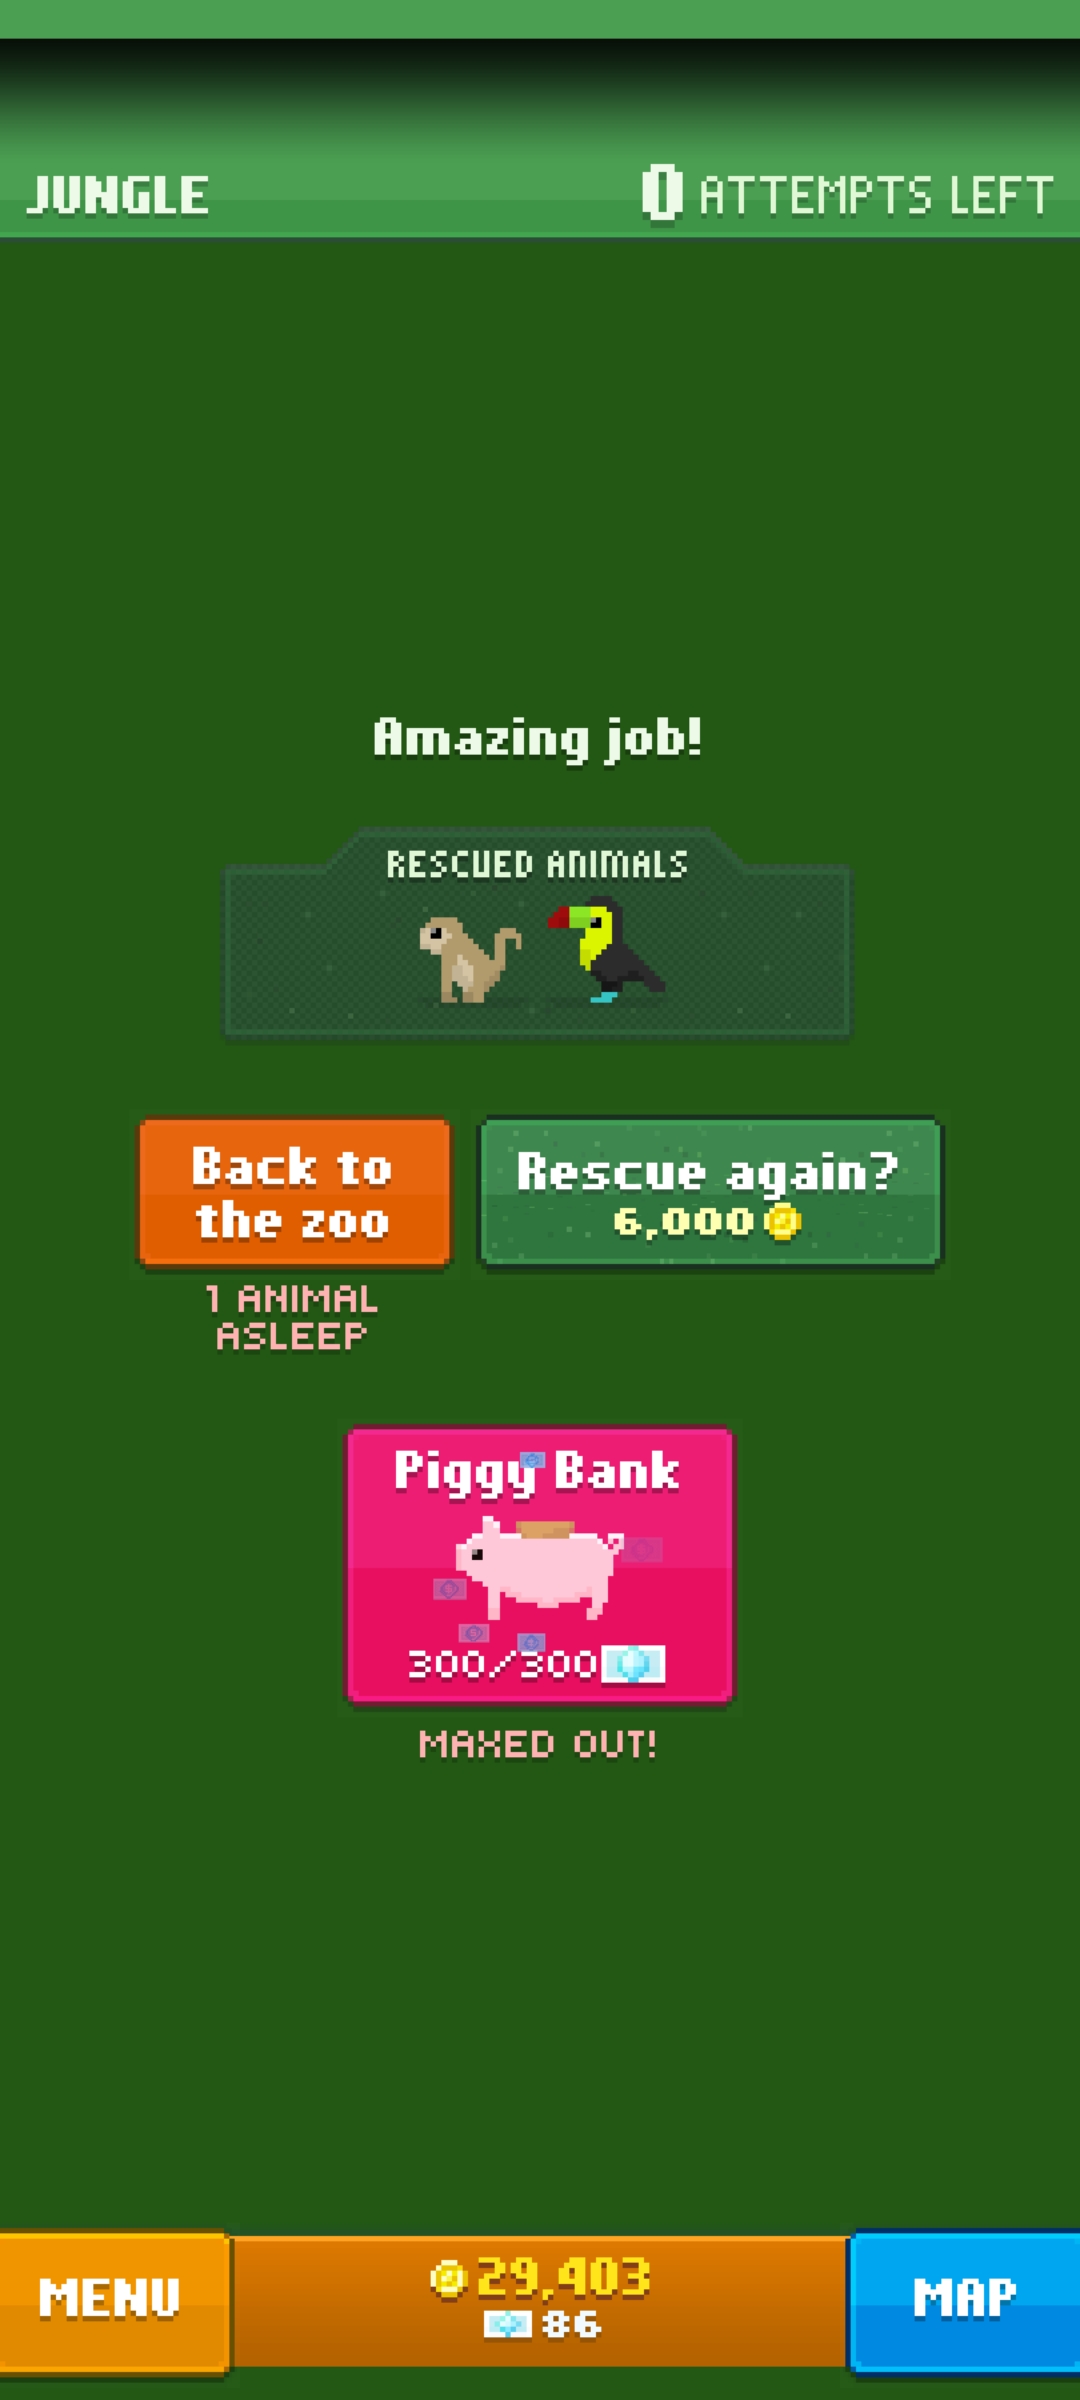 JUNGLE
0 ATTEMPTS LEFT
Amazing job!
RESCUED ANIMALS
Back to
the zoo
Rescue again?
6,000
1 ANIMAL
ASLEEP
Piggy Bank
300/300
MAXED OUT!
MENU
29,403
86
MAP